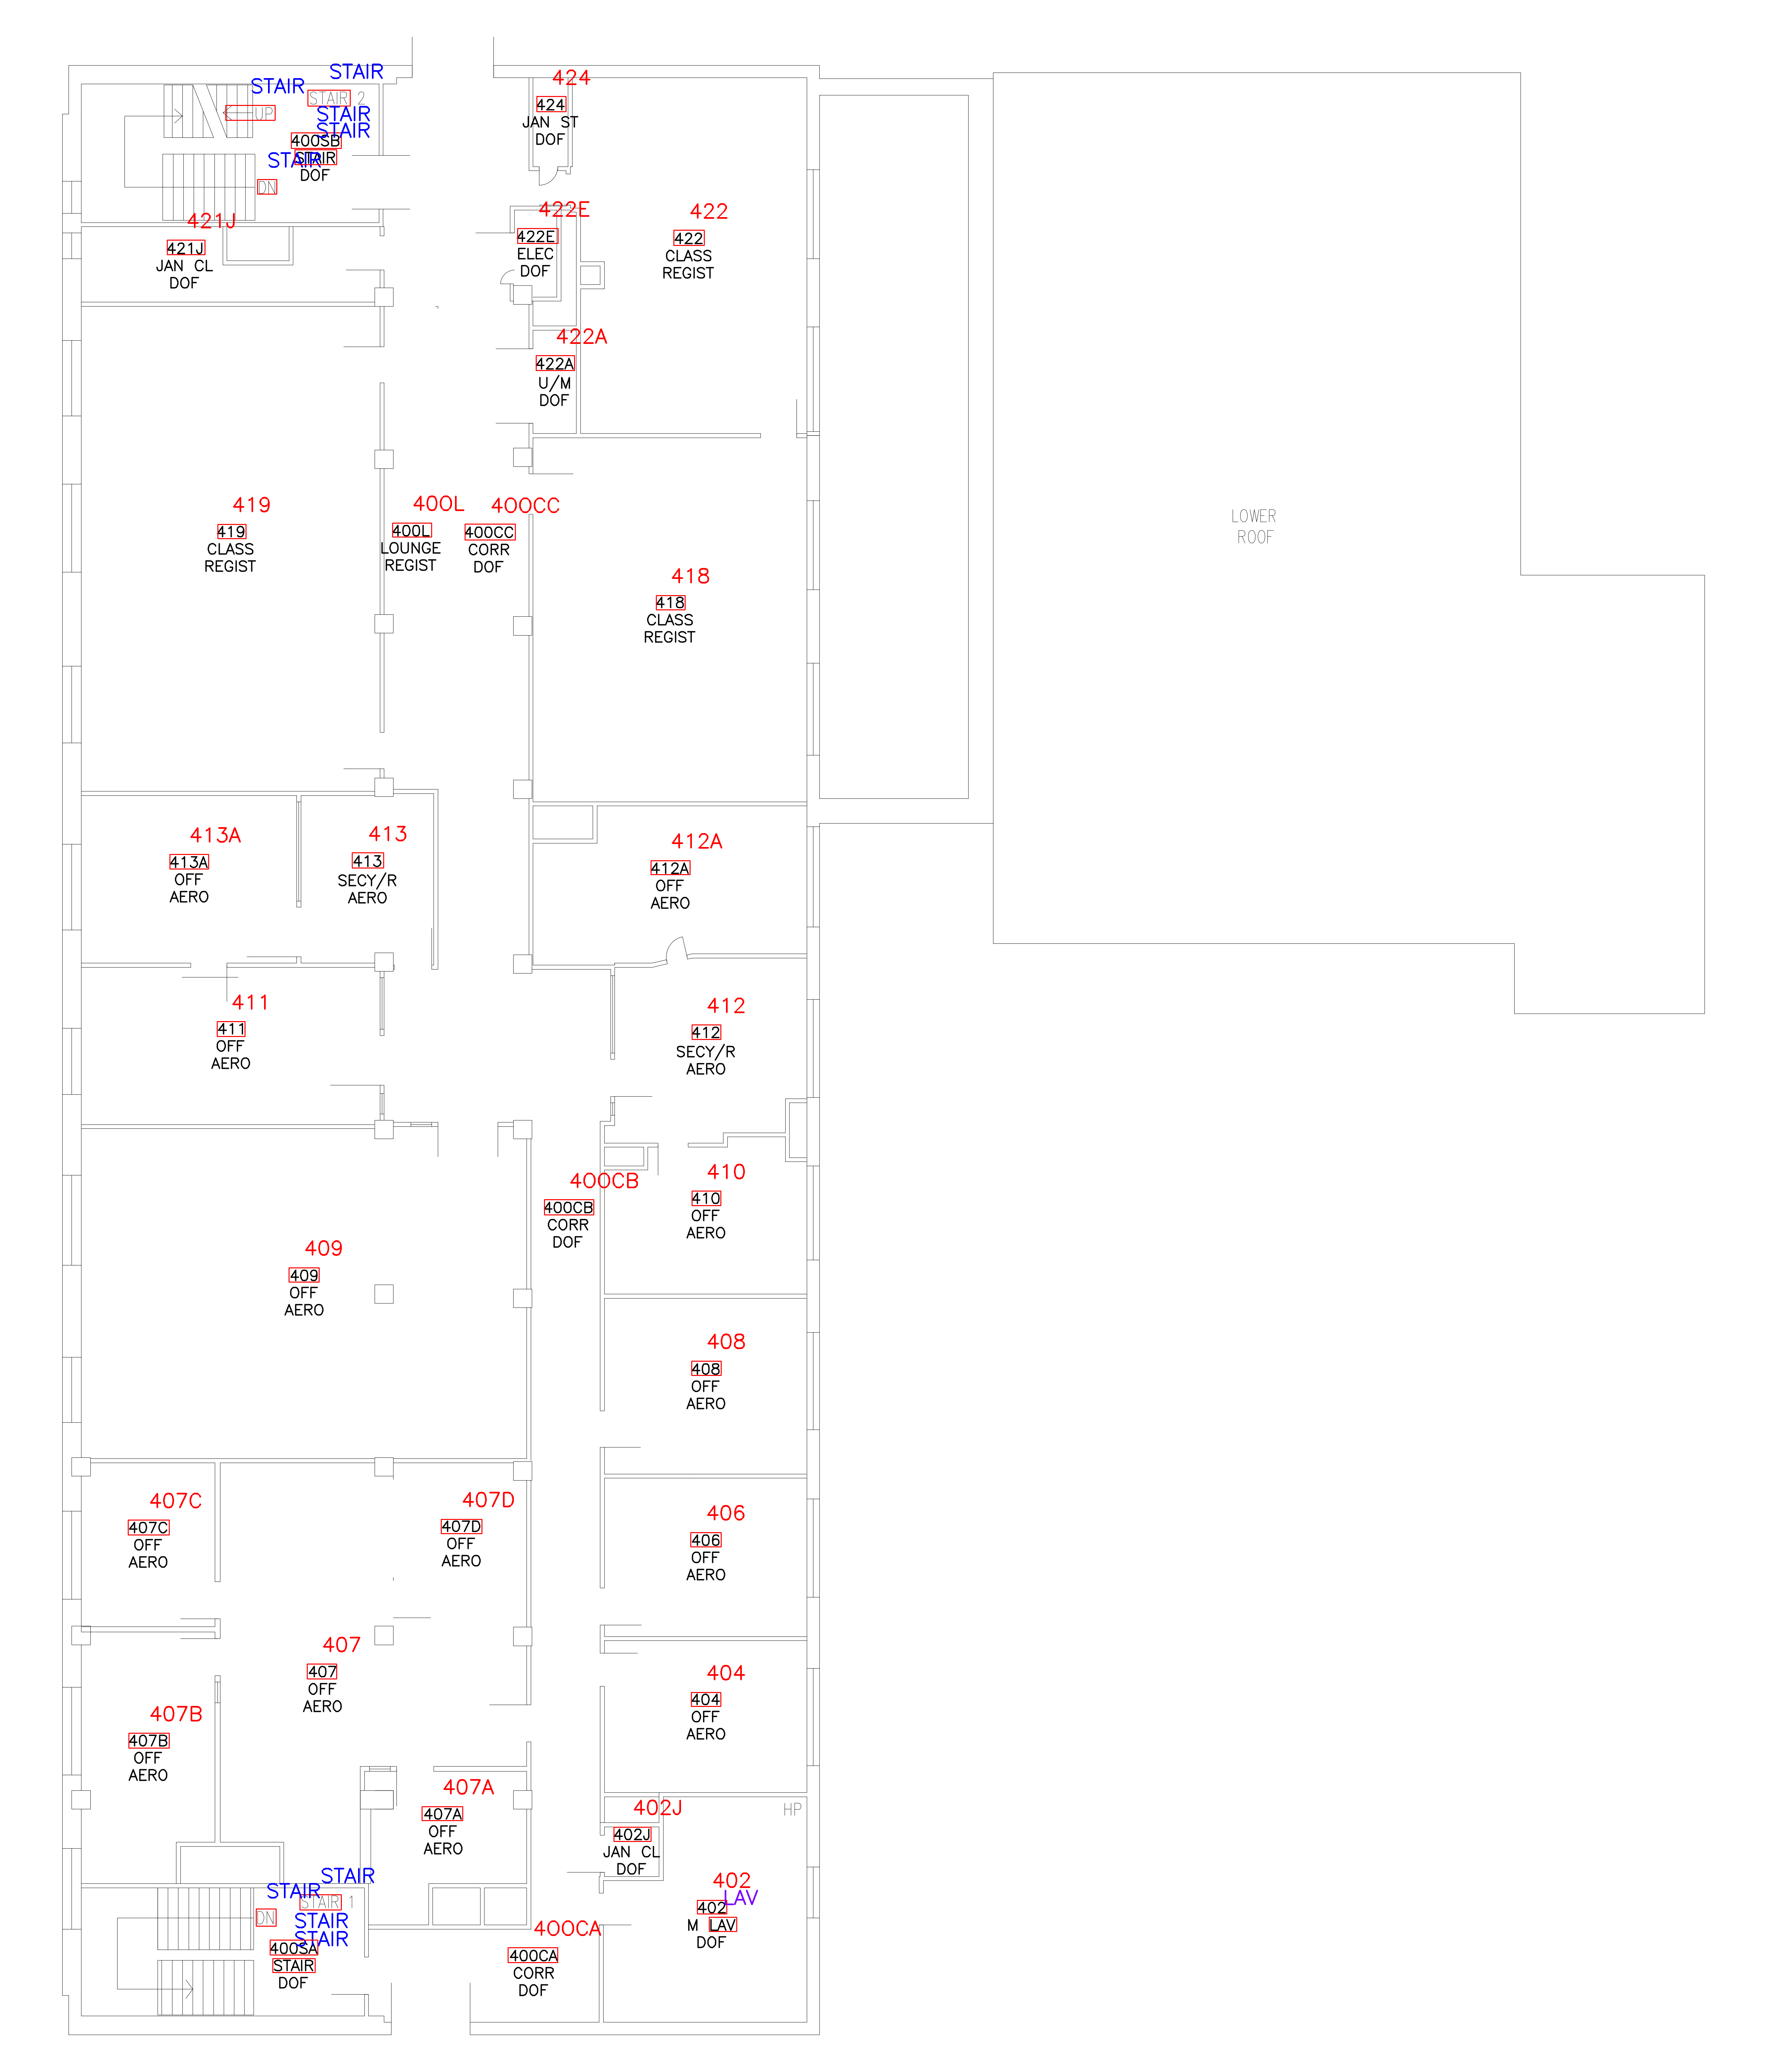 STAIR
STAIR
STAIR 2
UP
STAIR
STAIR
400SB
STAIR
STAIR
DOF
DN
424
424
JAN ST
DOF
421J
421J
JAN CL
DOF
422E
422E
ELEC
DOF
422
422
CLASS
REGIST
422A
422A
U/M
DOF
419
419
CLASS
REGIST
400L
400L
LOUNGE
REGIST
400CC
400CC
CORR
DOF
LOWER
ROOF
418
418
CLASS
REGIST
413A
413A
OFF
AERO
413
413
SECY/R
AERO
412A
412A
OFF
AERO
411
411
OFF
AERO
412
412
SECY/R
AERO
400CB
400CB
CORR
DOF
410
410
OFF
AERO
409
409
OFF
AERO
408
408
OFF
AERO
407C
407C
OFF
AERO
407D
407D
OFF
AERO
406
406
OFF
AERO
407
407
OFF
AERO
404
404
OFF
AERO
407B
407B
OFF
AERO
407A
407A
OFF
AERO
402J
402J
JAN CL
DOF
HP
402
LAV
402
M LAV
DOF
STAIR
STAIR
STAIR 1
DN
STAIR
STAIR
400SA
STAIR
DOF
400CA
400CA
CORR
DOF